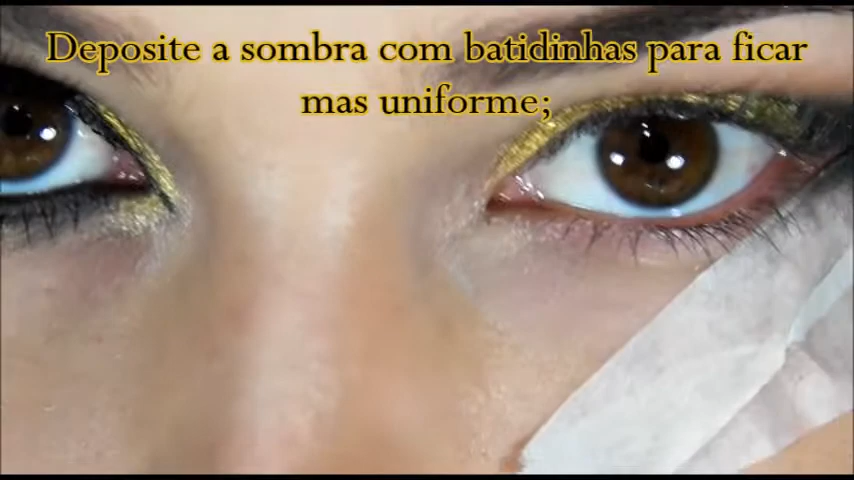 Deposite a sombra com batidinhas para ficar
mas uniforme;